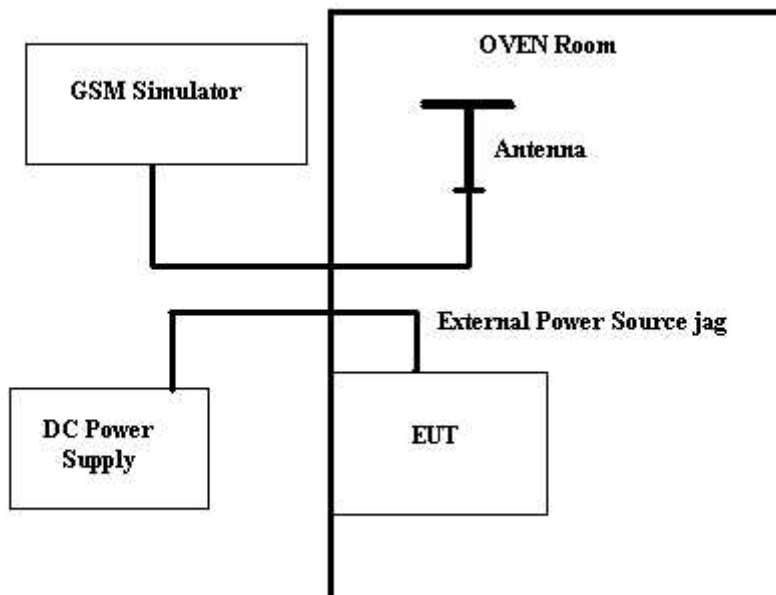 OVEN Room
GSM Simulator
Antenna
External Power Source jag
DC Power
Supply
EUT